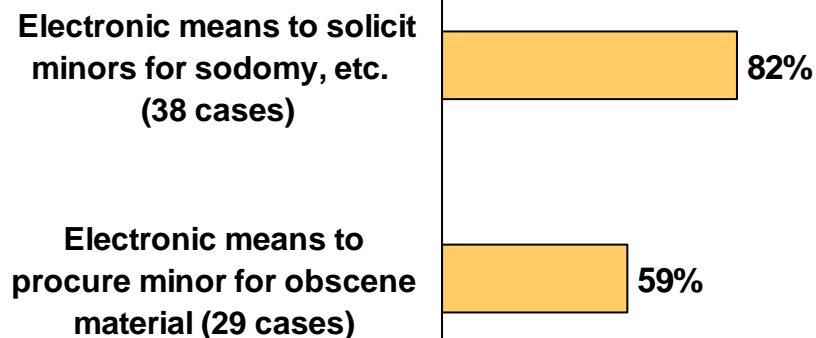 Electronic means to solicit
minors for sodomy, etc.
(38 cases)
82%
Electronic means to
procure minor for obscene
material (29 cases)
59%